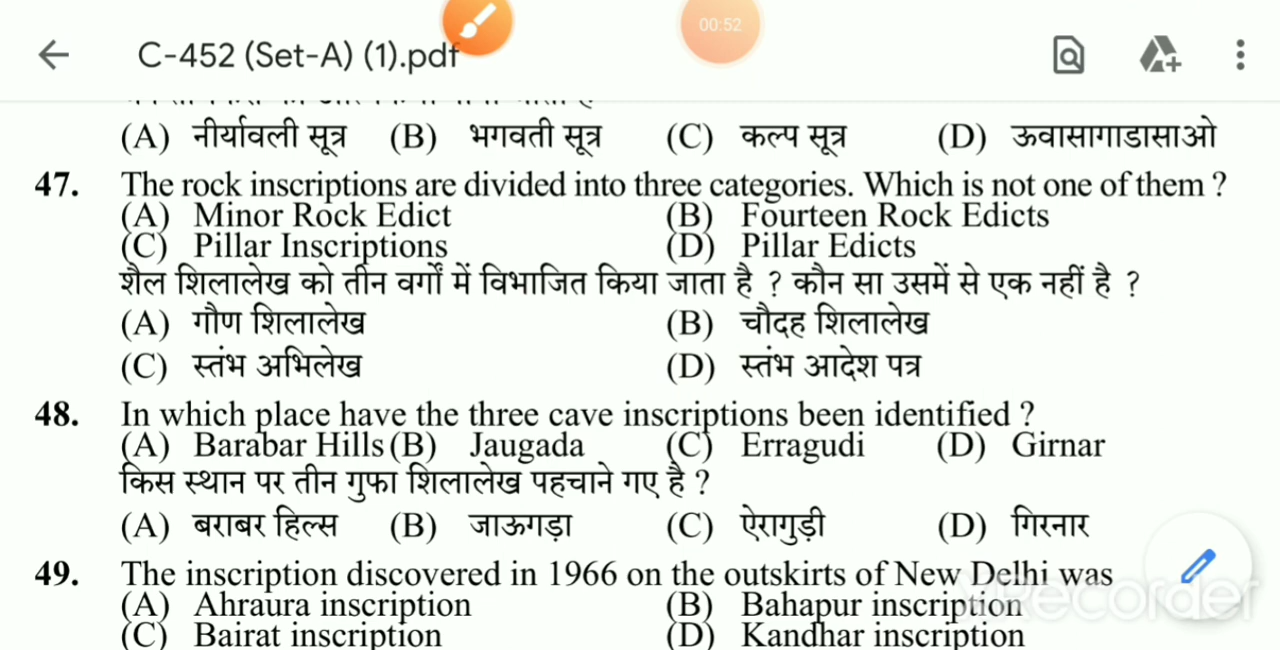 00:52
C-452 (Set-A) (1).pdf
(A) नीर्यावली सूत्र (B) भगवती सूत्र (C) कल्प सूत्र (D) ऊवासागाडासाओ
47. The rock inscriptions are divided into three categories. Which is not one of them ?
(A) Minor Rock Edict (B) Fourteen Rock Edicts
(C) Pillar Inscriptions (D) Pillar Edicts
शैल शिलालेख को तीन वर्गों में विभाजित किया जाता है ? कौन सा उसमें से एक नहीं है ?
(A) गौण शिलालेख (B) चौदह शिलालेख
(C) स्तंभ अभिलेख (D) स्तंभ आदेश पत्र
48. In which place have the three cave inscriptions been identified ?
(A) Barabar Hills (B) Jaugada (C) Erragudi (D) Girnar
किस स्थान पर तीन गुफा शिलालेख पहचाने गए है ?
(A) बराबर हिल्स (B) जाऊगड़ा (C) ऐरागुड़ी (D) गिरनार
49. The inscription discovered in 1966 on the outskirts of New Delhi was
(A) Ahraura inscription (B) Bahapur inscription
(C) Bairat inscription (D) Kandhar inscription
XRecorder